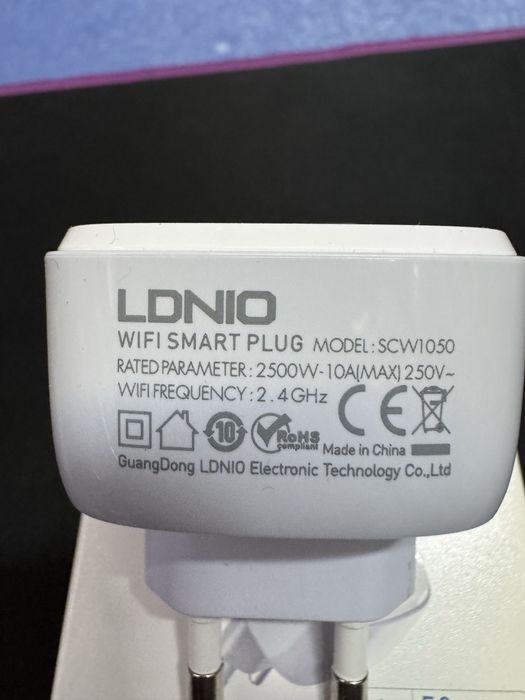 LDNIO
WIFI SMART PLUG MODEL : SCW1050
RATED PARAMETER : 2500W-10A(MAX) 250V~
WIFI FREQUENCY : 2.4GHz
CE
10
RoHS
compliant
Made in China
GuangDong LDNIO Electronic Technology Co.,Ltd